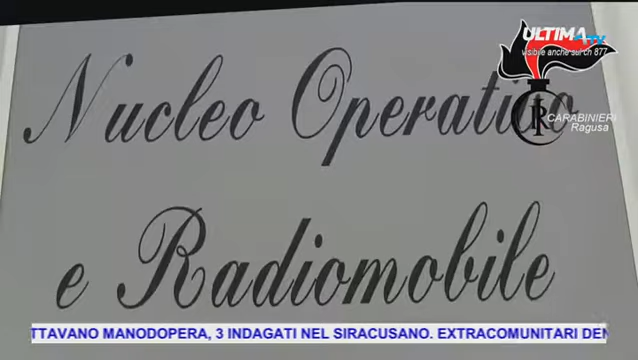 ULTIMA TV
visibile anche sul ch 877
Nucleo Operativo
CARABINIERI
Ragusa
e Radiomobile
TTAVANO MANODOPERA, 3 INDAGATI NEL SIRACUSANO. EXTRACOMUNITARI DEN